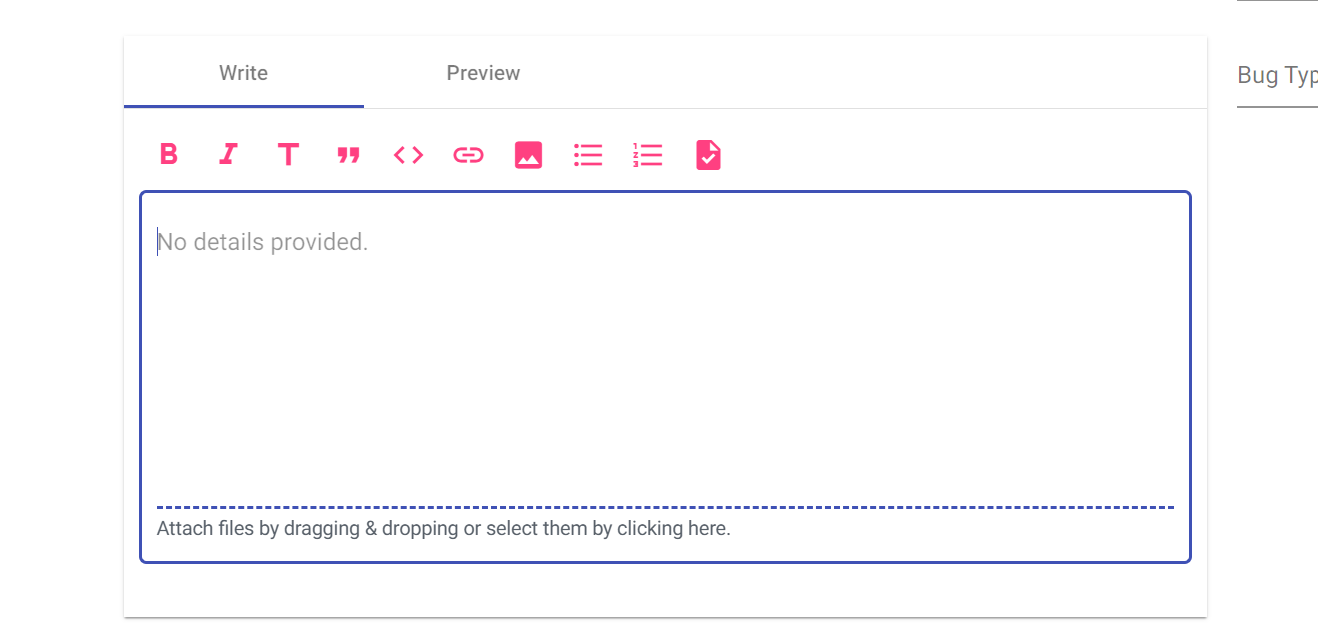 Write
Preview
Bug Typ
No details provided.
Attach files by dragging & dropping or select them by clicking here.